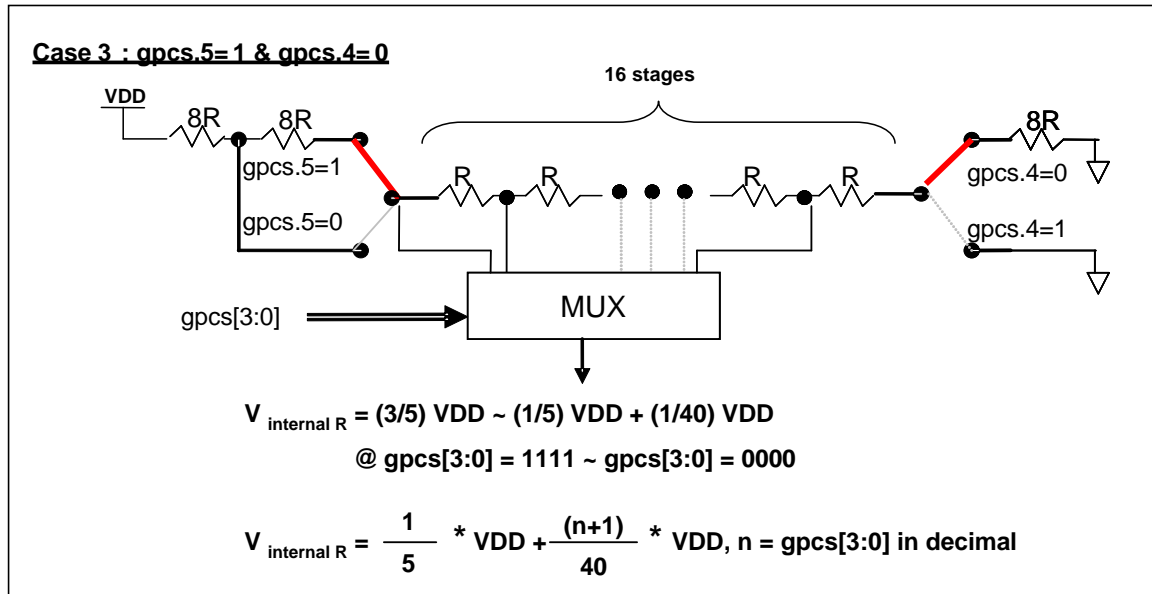 Case 3 : gpcs.5=1 & gpcs.4=0
16 stages
VDD
8R
8R
8R
gpcs.5=1
gpcs.4=0
R
R
R
R
gpcs.5=0
gpcs.4=1
MUX
gpcs[3:0]
V internal R = (3/5) VDD ~ (1/5) VDD + (1/40) VDD
@ gpcs[3:0] = 1111 ~ gpcs[3:0] = 0000
V internal R = 1/5 * VDD + (n+1)/40 * VDD, n = gpcs[3:0] in decimal